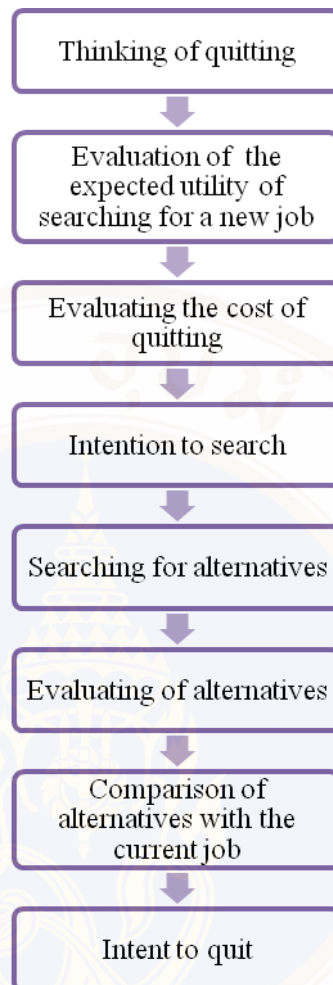 Thinking of quitting
Evaluation of the
expected utility of
searching for a new job
Evaluating the cost of
quitting
Intention to search
Searching for alternatives
Evaluating of alternatives
Comparison of
alternatives with the
current job
Intent to quit